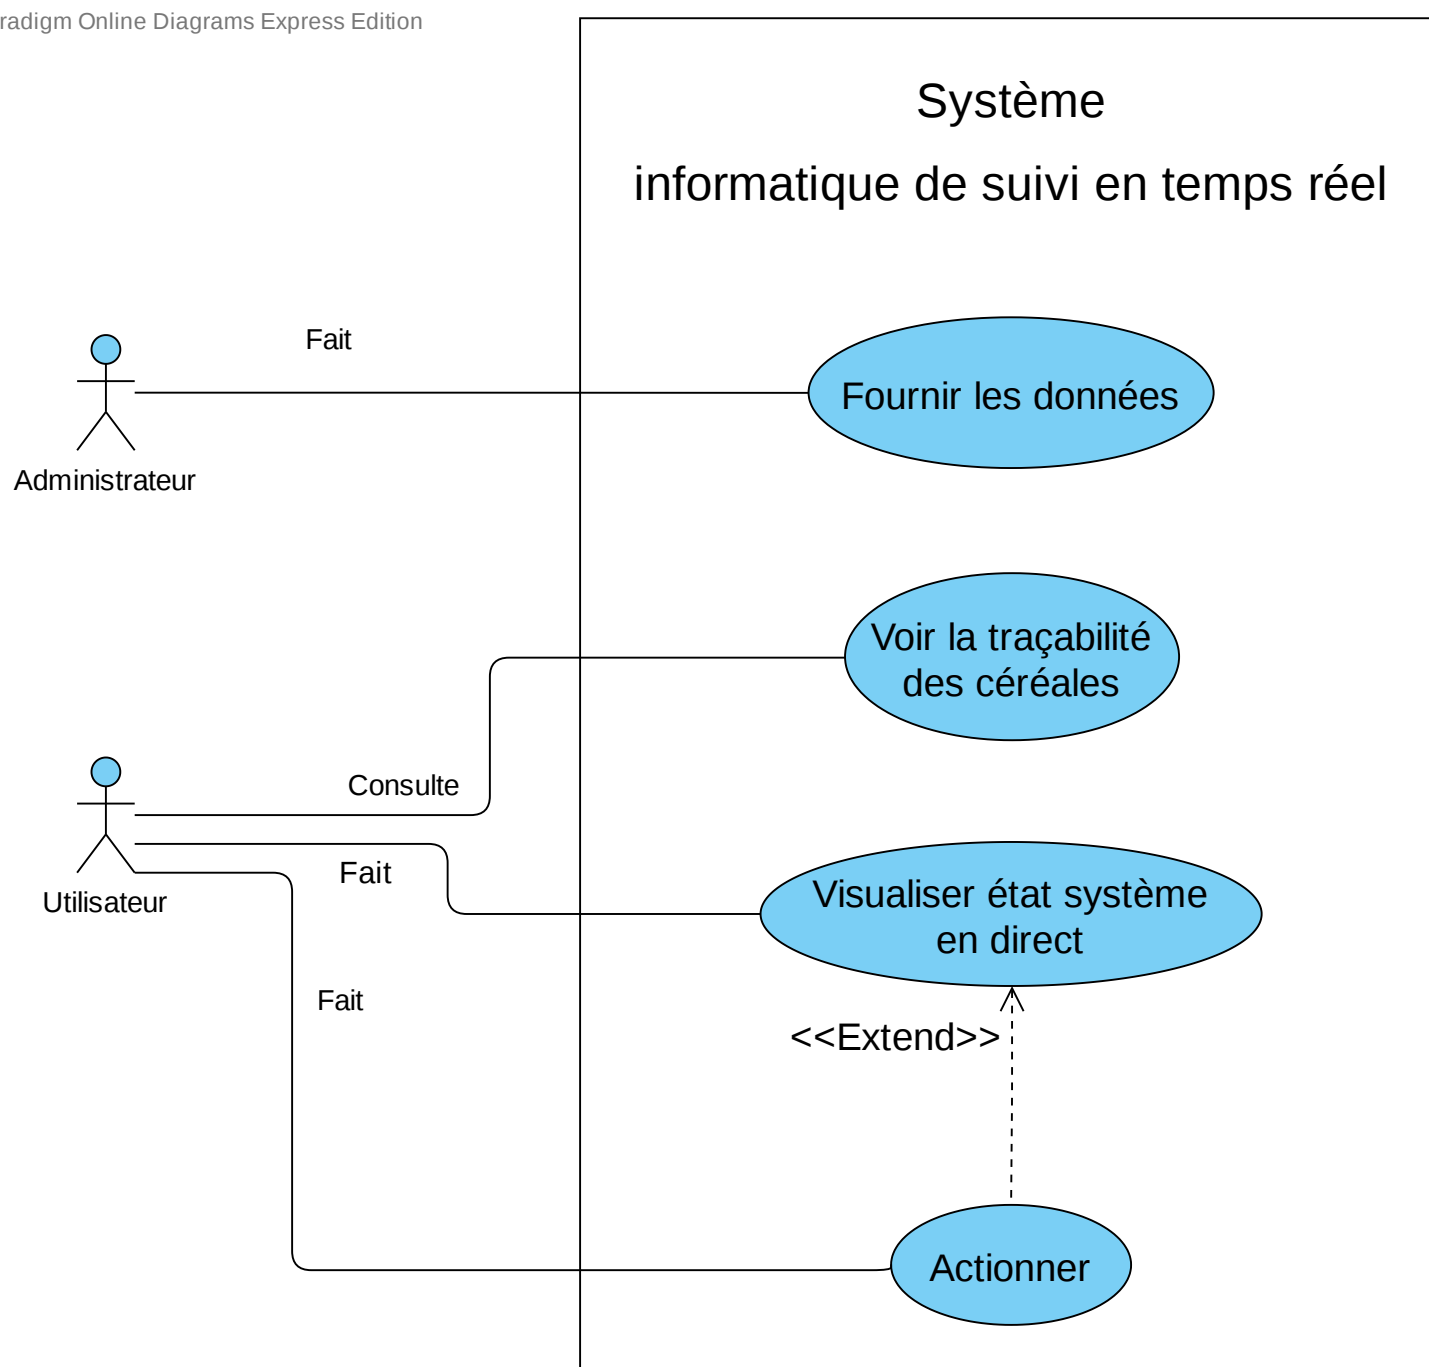 radigm Online Diagrams Express Edition
Système
informatique de suivi en temps réel
Fait
Fournir les données
Administrateur
Voir la traçabilité
des céréales
Consulte
Fait
Utilisateur
Visualiser état système
en direct
Fait
<<Extend>>
Actionner